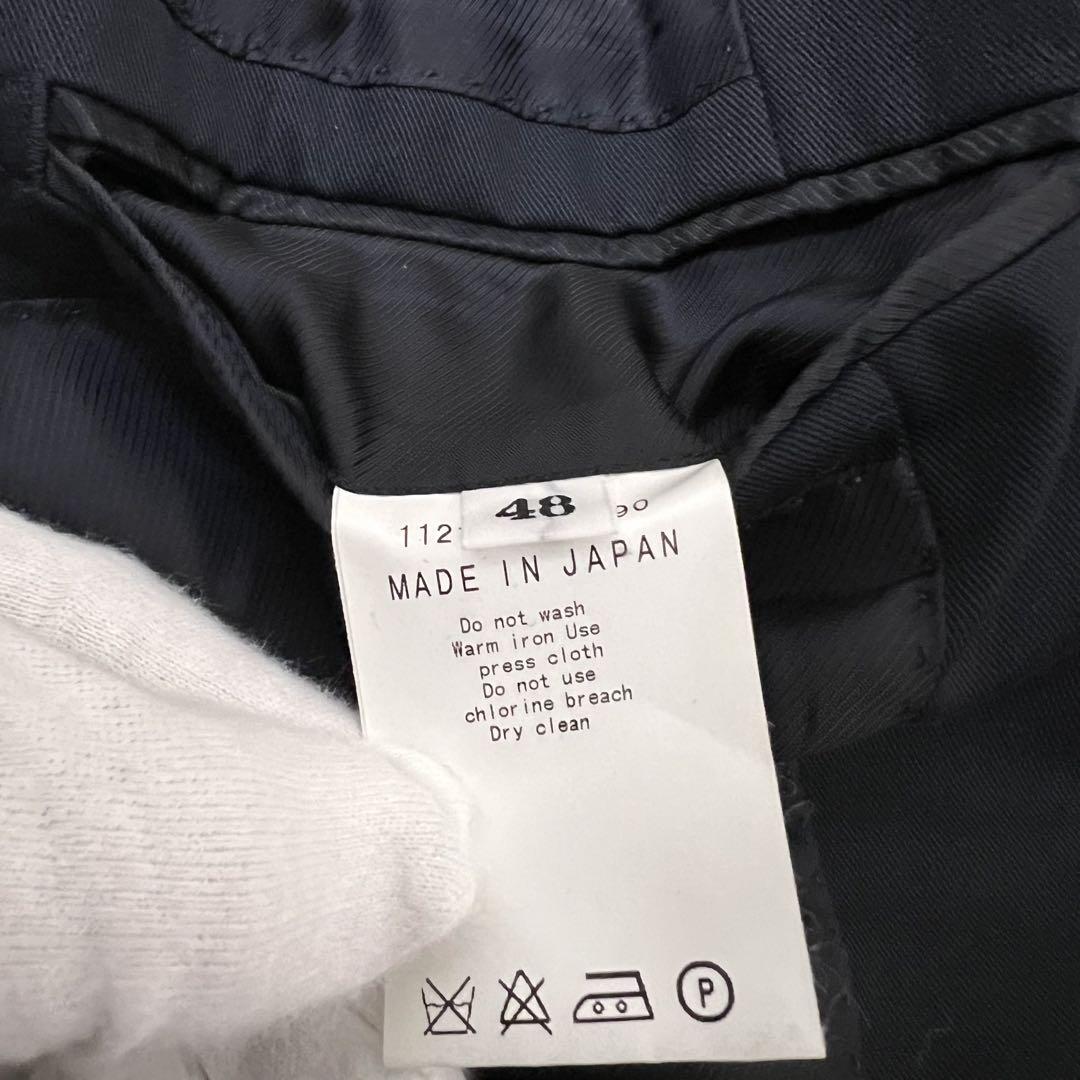 48
112 90
MADE IN JAPAN
Do not wash
Warm iron Use
press cloth
Do not use
chlorine breach
Dry clean
P